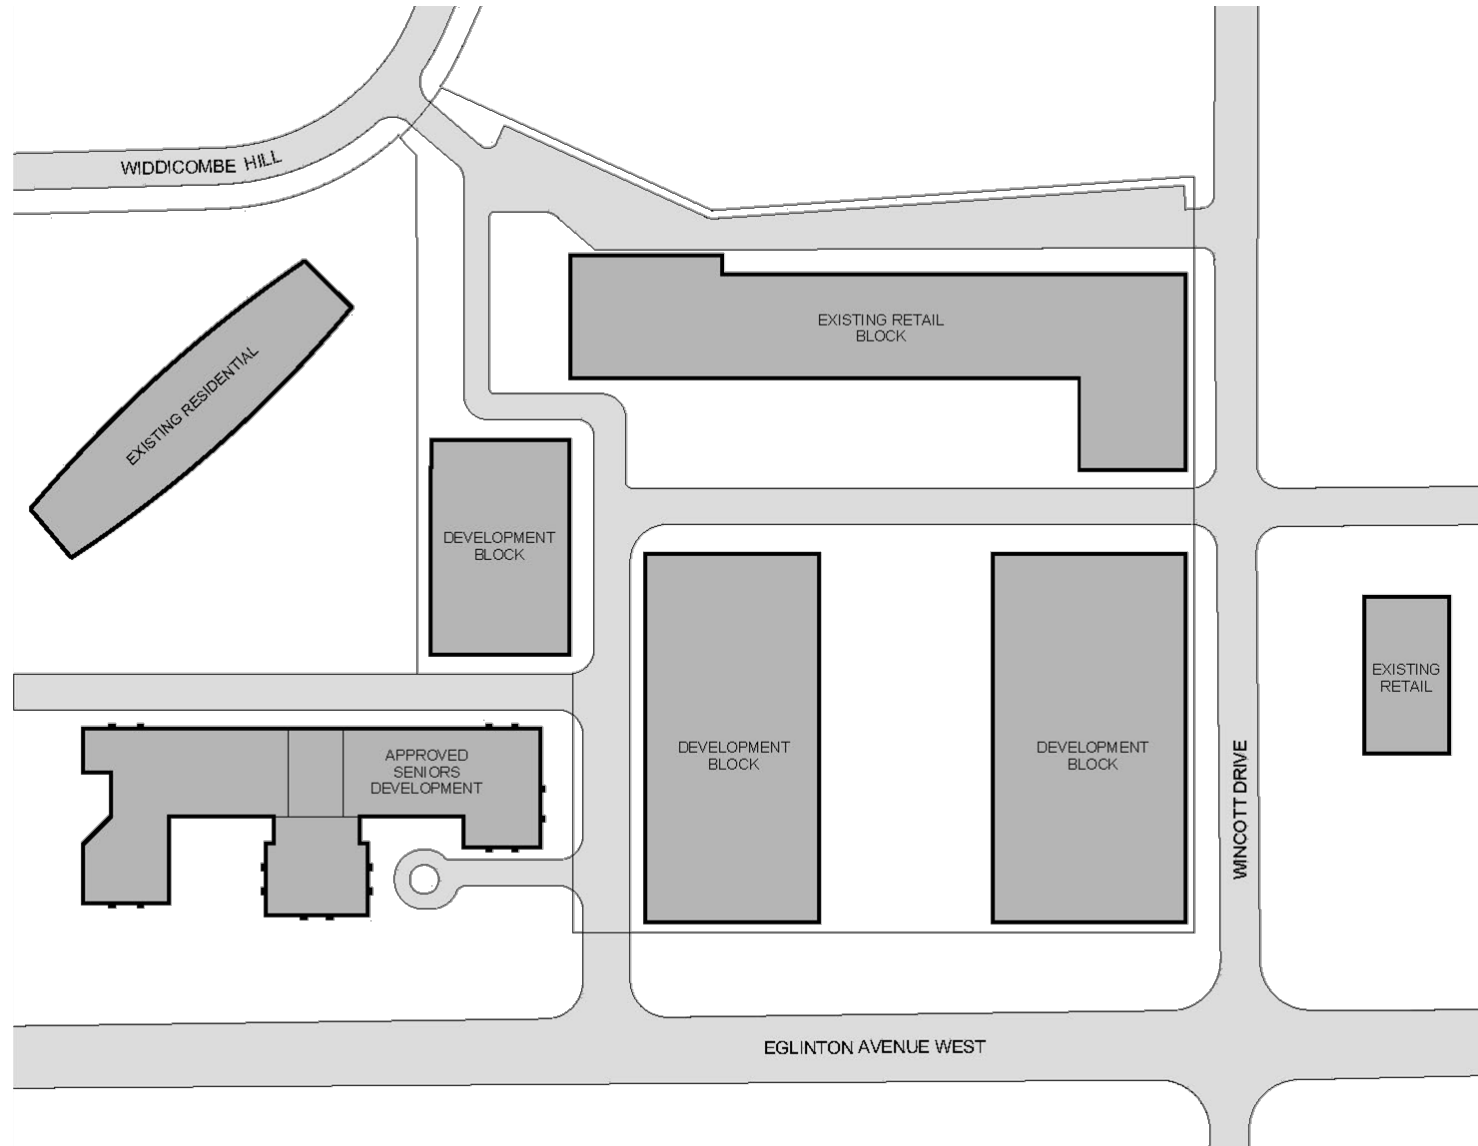 WIDDICOMBE HILL
EXISTING RETAIL
BLOCK
EXISTING RESIDENTIAL
DEVELOPMENT
BLOCK
EXISTING
RETAIL
APPROVED
SENIORS
DEVELOPMENT
DEVELOPMENT
BLOCK
DEVELOPMENT
BLOCK
WINCOTT DRIVE
EGLINTON AVENUE WEST